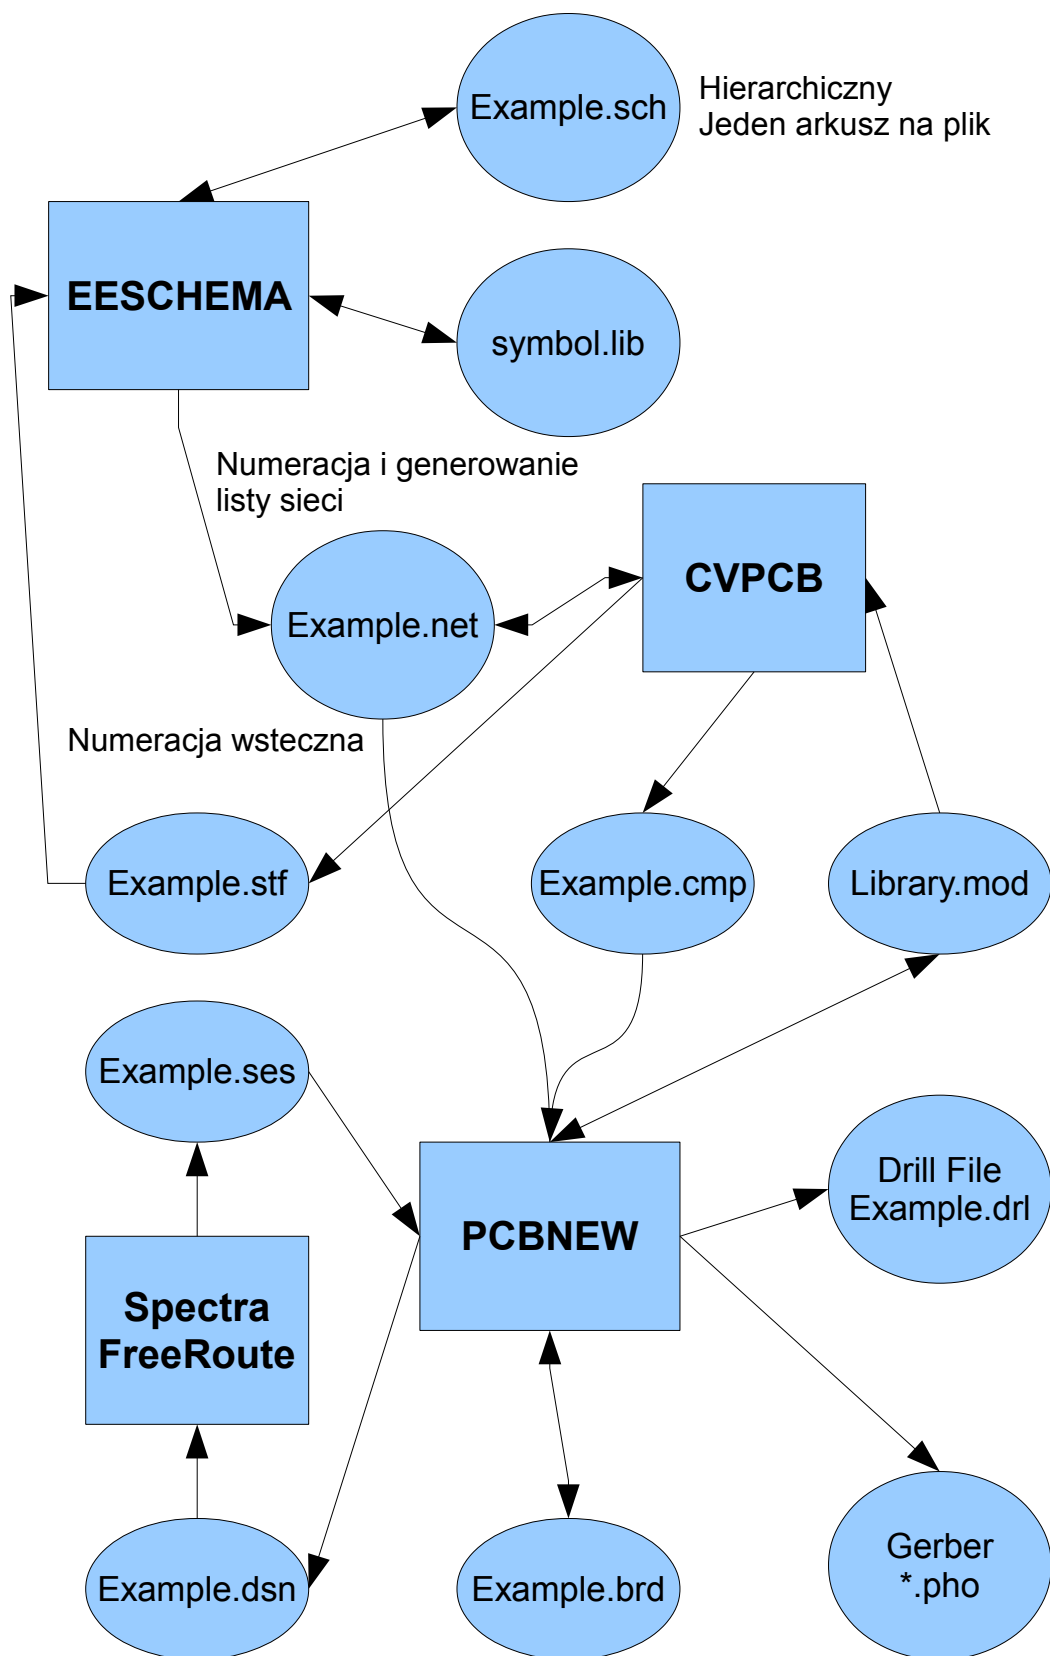 Example.sch
Hierarchiczny
Jeden arkusz na plik
EESCHEMA
symbol.lib
Numeracja i generowanie
listy sieci
CVPCB
Example.net
Numeracja wsteczna
Example.stf
Example.cmp
Library.mod
Example.ses
Drill File
Example.drl
PCBNEW
Spectra
FreeRoute
Example.dsn
Example.brd
Gerber
*.pho